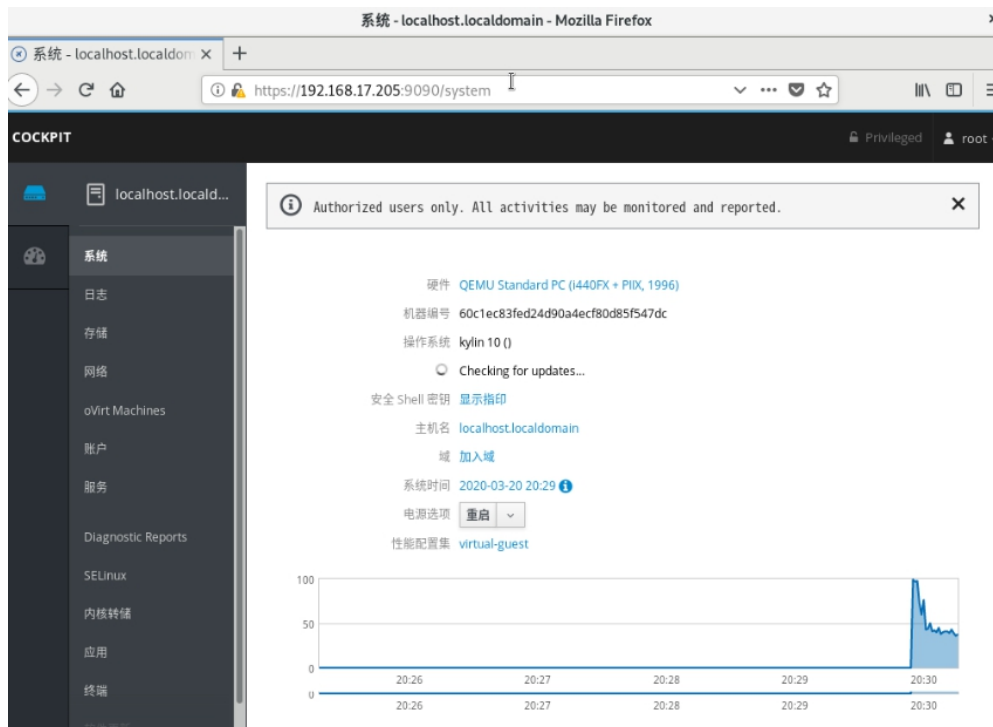 系统 - localhost.localdomain - Mozilla Firefox
系统 - localhost.localdom
https://192.168.17.205:9090/system
COCKPIT
Privileged
root
localhost.locald...
Authorized users only. All activities may be monitored and reported.
系统
日志
存储
网络
oVirt Machines
账户
服务
Diagnostic Reports
SELinux
内核转储
应用
终端
硬件 QEMU Standard PC (i440FX + PIIX, 1996)
机器编号 60c1ec83fed24d90a4ecf80d85f547dc
操作系统 kylin 10 ()
Checking for updates...
安全 Shell 密钥 显示指印
主机名 localhost.localdomain
域 加入域
系统时间 2020-03-20 20:29
电源选项 重启
性能配置集 virtual-guest
100
50
0
20:26 20:27 20:28 20:29 20:30
0
20:26 20:27 20:28 20:29 20:30